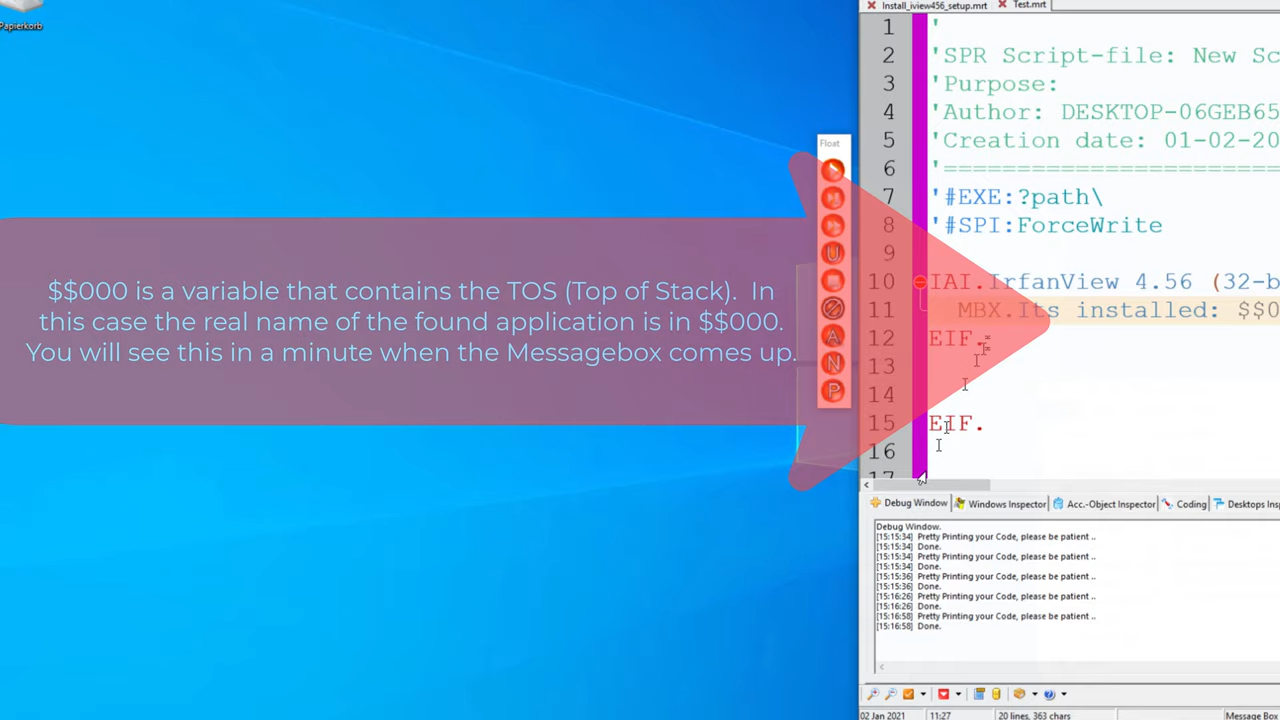 Papierkorb
Install_iview456_setup.mrt
Test.mrt
1 '
2 'SPR Script-file: New Sc
3 'Purpose:
4 'Author: DESKTOP-06GEB65
5 'Creation date: 01-02-20
6 '========================
7 '#EXE:?path\
8 '#SPI:ForceWrite
9
10 IAI.IrfanView 4.56 (32-b
11 MBX.Its installed: $$0
12 EIF.
13
14
15 EIF.
16
17
Float
U
A
N
P
$$000 is a variable that contains the TOS (Top of Stack). In
this case the real name of the found application is in $$000.
You will see this in a minute when the Messagebox comes up.
Debug Window Windows Inspector Acc.-Object Inspector Coding Desktops Insp
Debug Window.
[15:15:34] Pretty Printing your Code, please be patient ..
[15:15:34] Done.
[15:15:34] Pretty Printing your Code, please be patient ..
[15:15:34] Done.
[15:15:36] Pretty Printing your Code, please be patient ..
[15:15:36] Done.
[15:16:26] Pretty Printing your Code, please be patient ..
[15:16:26] Done.
[15:16:58] Pretty Printing your Code, please be patient ..
[15:16:58] Done.
02 Jan 2021 11:27 20 lines, 363 chars Message Box